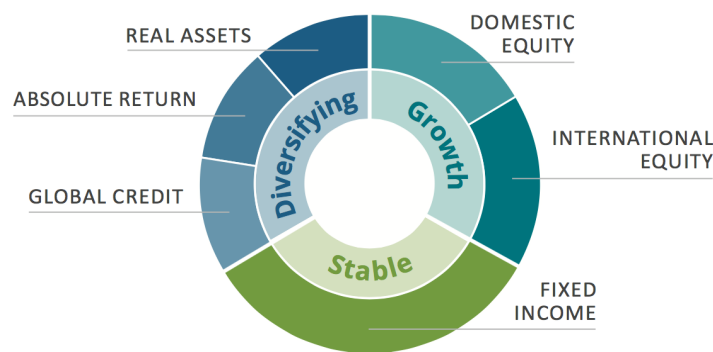 REAL ASSETS
ABSOLUTE RETURN
GLOBAL CREDIT
Diversifying
Growth
Stable
DOMESTIC
EQUITY
INTERNATIONAL
EQUITY
FIXED
INCOME